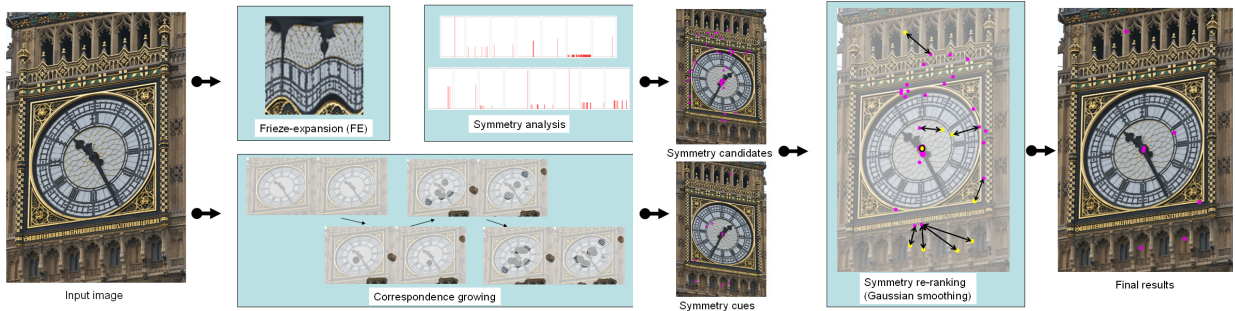 Input image
Frieze-expansion (FE)
Symmetry analysis
Correspondence growing
Symmetry candidates
Symmetry cues
Symmetry re-ranking
(Gaussian smoothing)
Final results